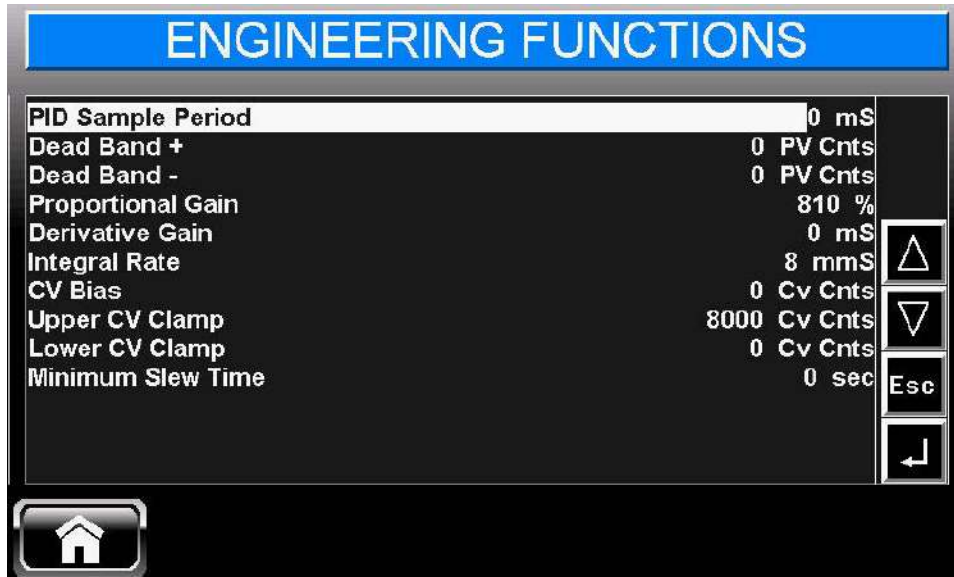 ENGINEERING FUNCTIONS
PID Sample Period 0 mS
Dead Band + 0 PV Cnts
Dead Band - 0 PV Cnts
Proportional Gain 810 %
Derivative Gain 0 mS
Integral Rate 8 mmS
CV Bias 0 Cv Cnts
Upper CV Clamp 8000 Cv Cnts
Lower CV Clamp 0 Cv Cnts
Minimum Slew Time 0 sec
Esc